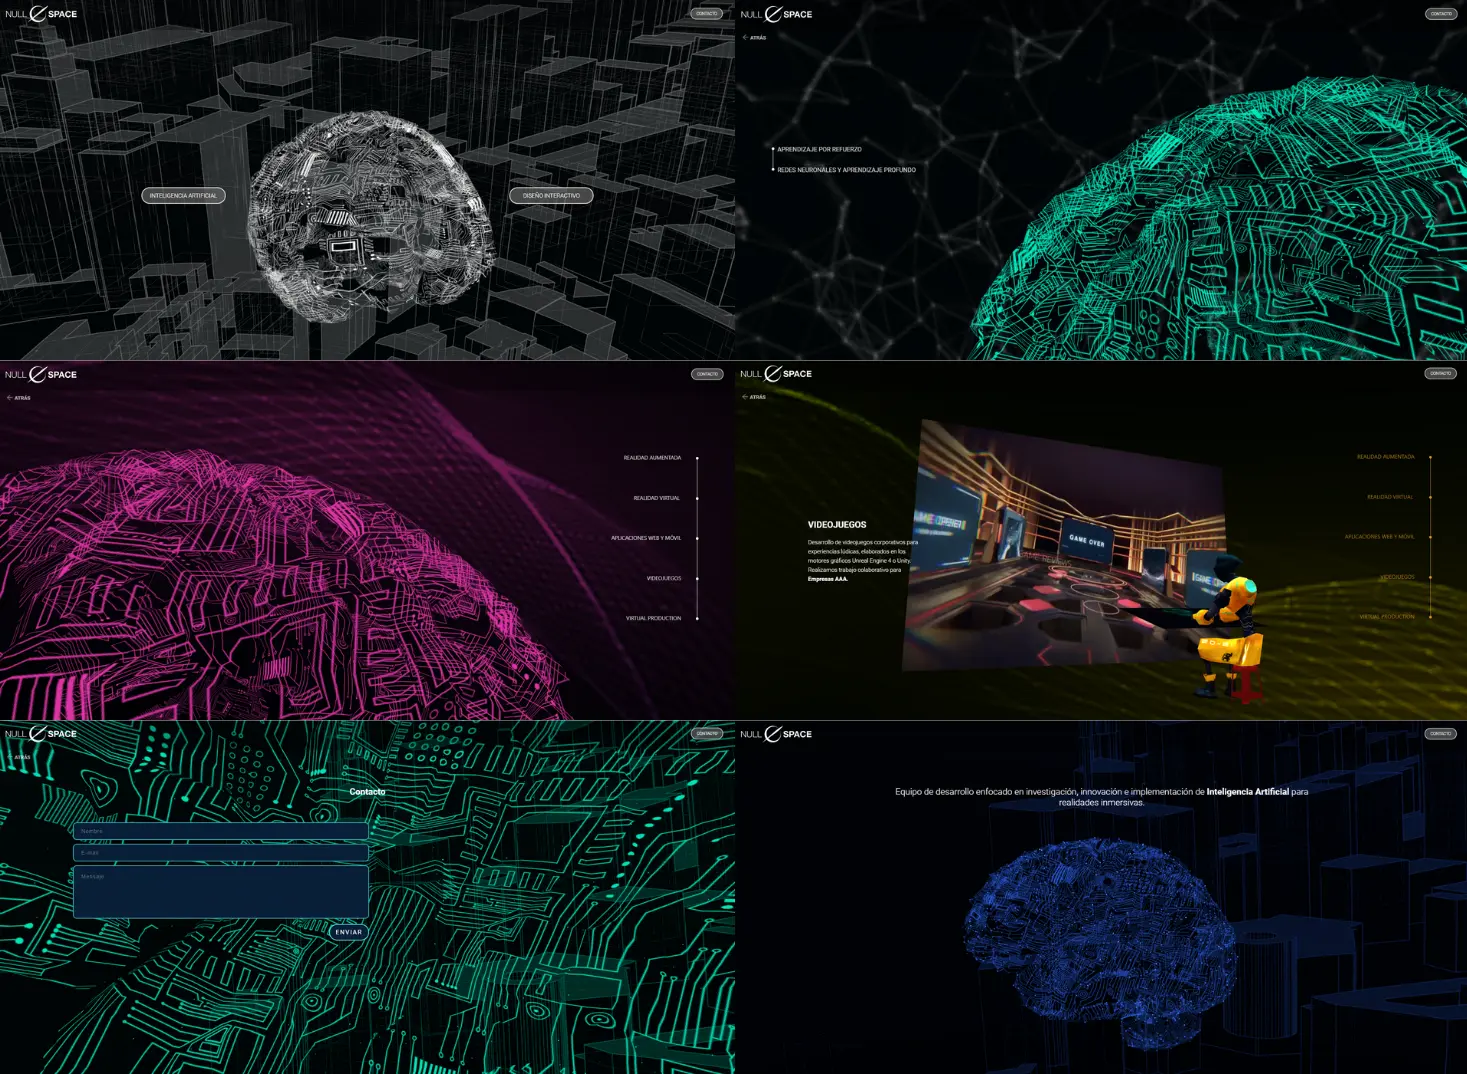 NULL SPACE
CONTACTO
INTELIGENCIA ARTIFICIAL
DISEÑO INTERACTIVO
NULL SPACE
CONTACTO
ATRÁS
APRENDIZAJE POR REFUERZO
REDES NEURONALES Y APRENDIZAJE PROFUNDO
NULL SPACE
CONTACTO
ATRÁS
REALIDAD AUMENTADA
REALIDAD VIRTUAL
APLICACIONES WEB Y MÓVIL
VIDEOJUEGOS
VIRTUAL PRODUCTION
NULL SPACE
CONTACTO
ATRÁS
VIDEOJUEGOS
Desarrollo de videojuegos corporativos para
experiencias lúdicas, elaborados en los
motores gráficos Unreal Engine 4 o Unity.
Realizamos trabajo colaborativo para
Empresas AAA.
GAME OVER
REALIDAD AUMENTADA
REALIDAD VIRTUAL
APLICACIONES WEB Y MÓVIL
VIDEOJUEGOS
VIRTUAL PRODUCTION
NULL SPACE
CONTACTO
ATRÁS
Contacto
Nombre
E-Mail
Mensaje
ENVIAR
NULL SPACE
CONTACTO
Equipo de desarrollo enfocado en investigación, innovación e implementación de Inteligencia Artificial para
realidades inmersivas.